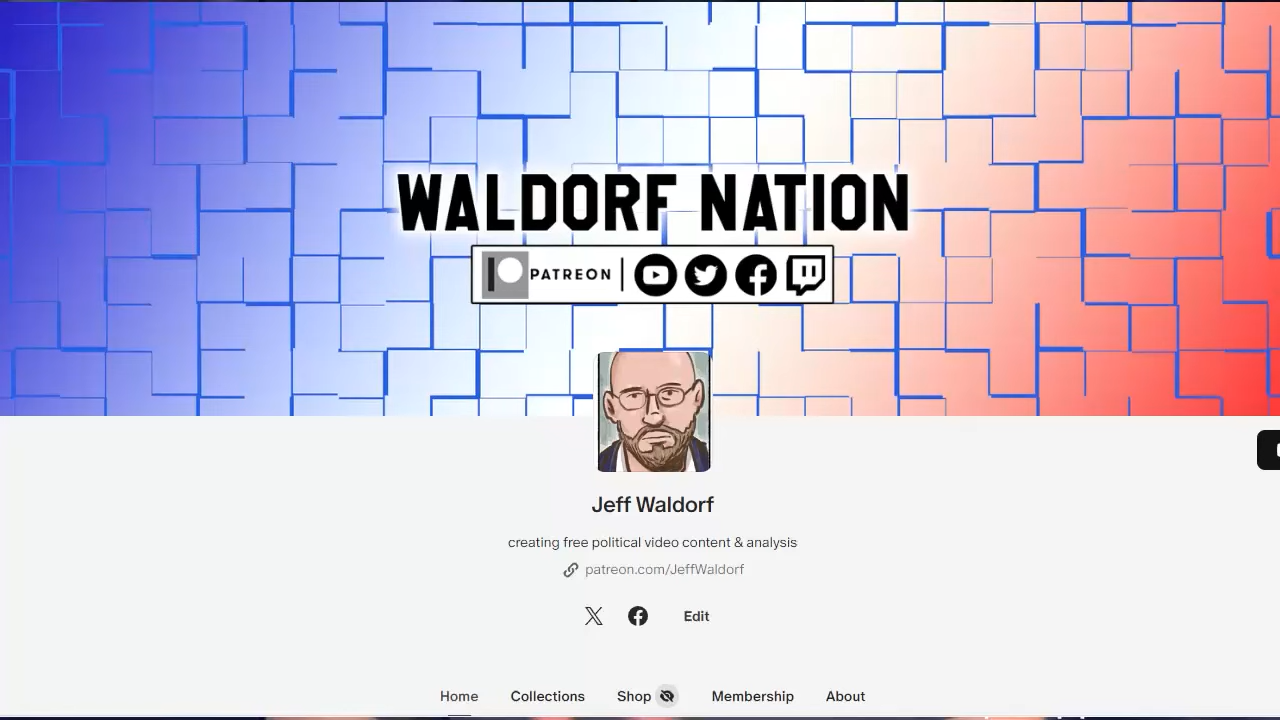 WALDORF NATION
PATREON
Jeff Waldorf
creating free political video content & analysis
patreon.com/JeffWaldorf
Edit
Home Collections Shop Membership About